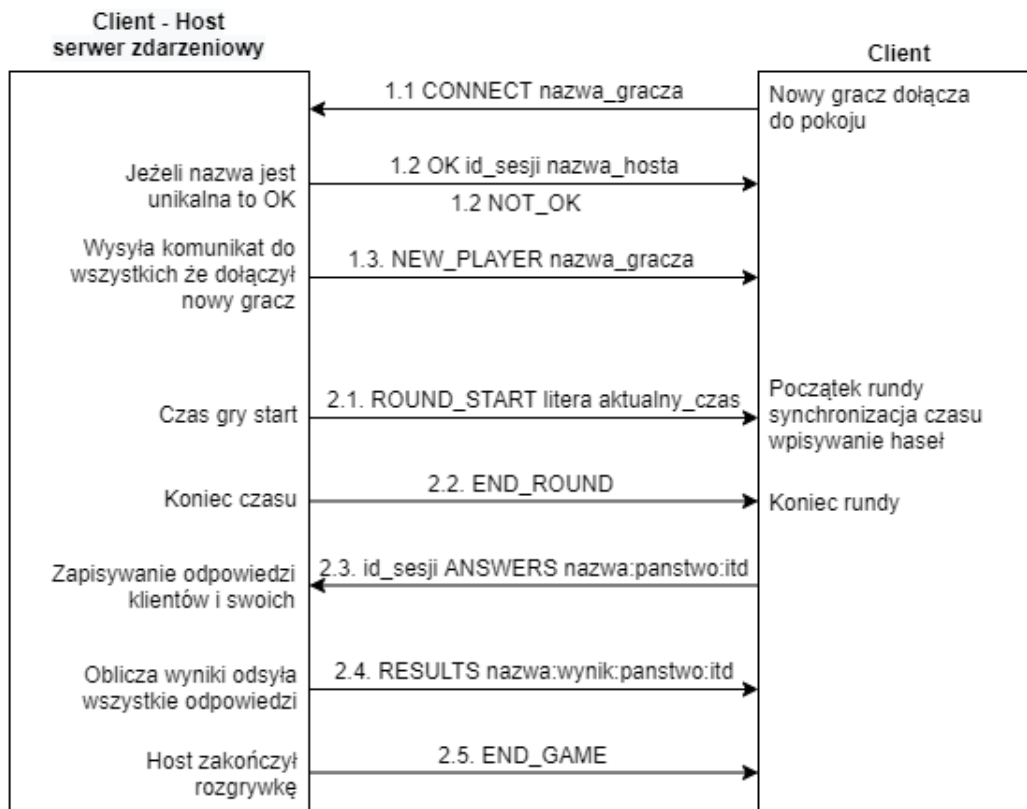 Client - Host
serwer zdarzeniowy
Client
1.1 CONNECT nazwa_gracza
Nowy gracz dołącza
do pokoju
Jeżeli nazwa jest
unikalna to OK
1.2 OK id_sesji nazwa_hosta
1.2 NOT_OK
Wysyła komunikat do
wszystkich że dołączył
nowy gracz
1.3. NEW_PLAYER nazwa_gracza
Czas gry start
2.1. ROUND_START litera aktualny_czas
Początek rundy
synchronizacja czasu
wpisywanie haseł
Koniec czasu
2.2. END_ROUND
Koniec rundy
Zapisywanie odpowiedzi
klientów i swoich
2.3. id_sesji ANSWERS nazwa:panstwo:itd
Oblicza wyniki odsyła
wszystkie odpowiedzi
2.4. RESULTS nazwa:wynik:panstwo:itd
Host zakończył
rozgrywkę
2.5. END_GAME